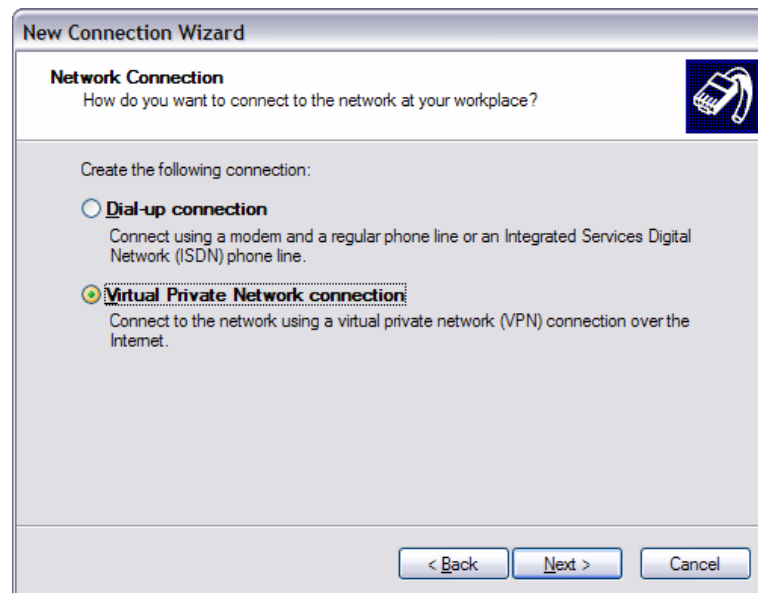 New Connection Wizard
Network Connection
How do you want to connect to the network at your workplace?
Create the following connection:
Dial-up connection
Connect using a modem and a regular phone line or an Integrated Services Digital
Network (ISDN) phone line.
Virtual Private Network connection
Connect to the network using a virtual private network (VPN) connection over the
Internet.
< Back Next > Cancel